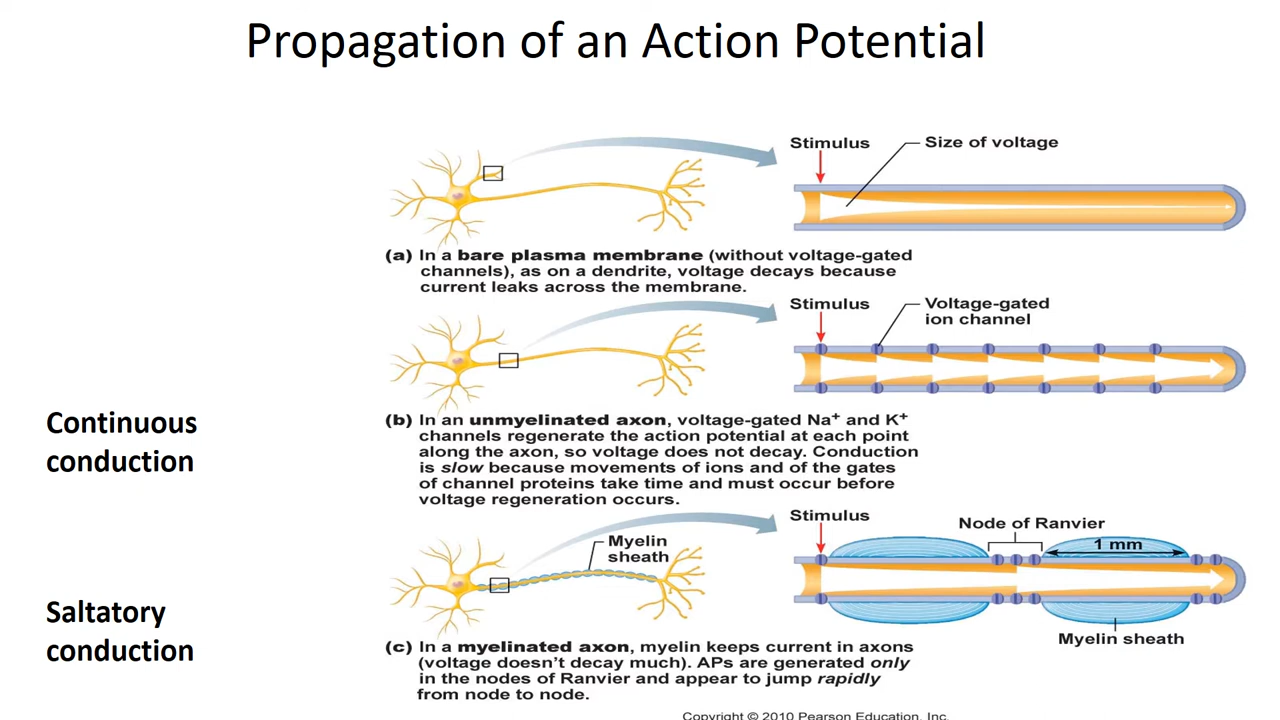 Propagation of an Action Potential
Stimulus
Size of voltage
(a) In a bare plasma membrane (without voltage-gated
channels), as on a dendrite, voltage decays because
current leaks across the membrane.
Stimulus
Voltage-gated
ion channel
Continuous
conduction
(b) In an unmyelinated axon, voltage-gated Na+ and K+
channels regenerate the action potential at each point
along the axon, so voltage does not decay. Conduction
is slow because movements of ions and of the gates
of channel proteins take time and must occur before
voltage regeneration occurs.
Stimulus
Node of Ranvier
Myelin
sheath
1 mm
Saltatory
conduction
Myelin sheath
(c) In a myelinated axon, myelin keeps current in axons
(voltage doesn't decay much). APs are generated only
in the nodes of Ranvier and appear to jump rapidly
from node to node.
Copyright © 2010 Pearson Education, Inc.